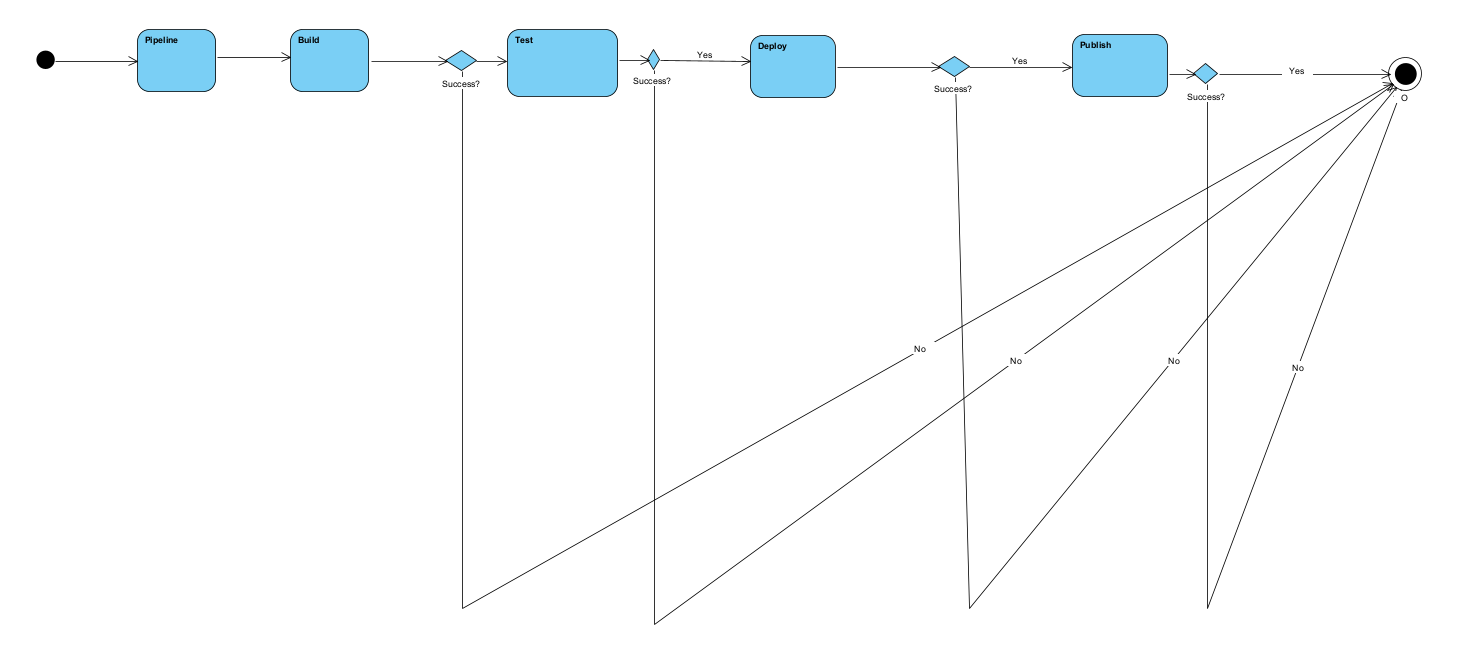 Pipeline
Build
Test
Deploy
Publish
Yes
Yes
Yes
Success?
Success?
Success?
Success?
O
No
No
No
No